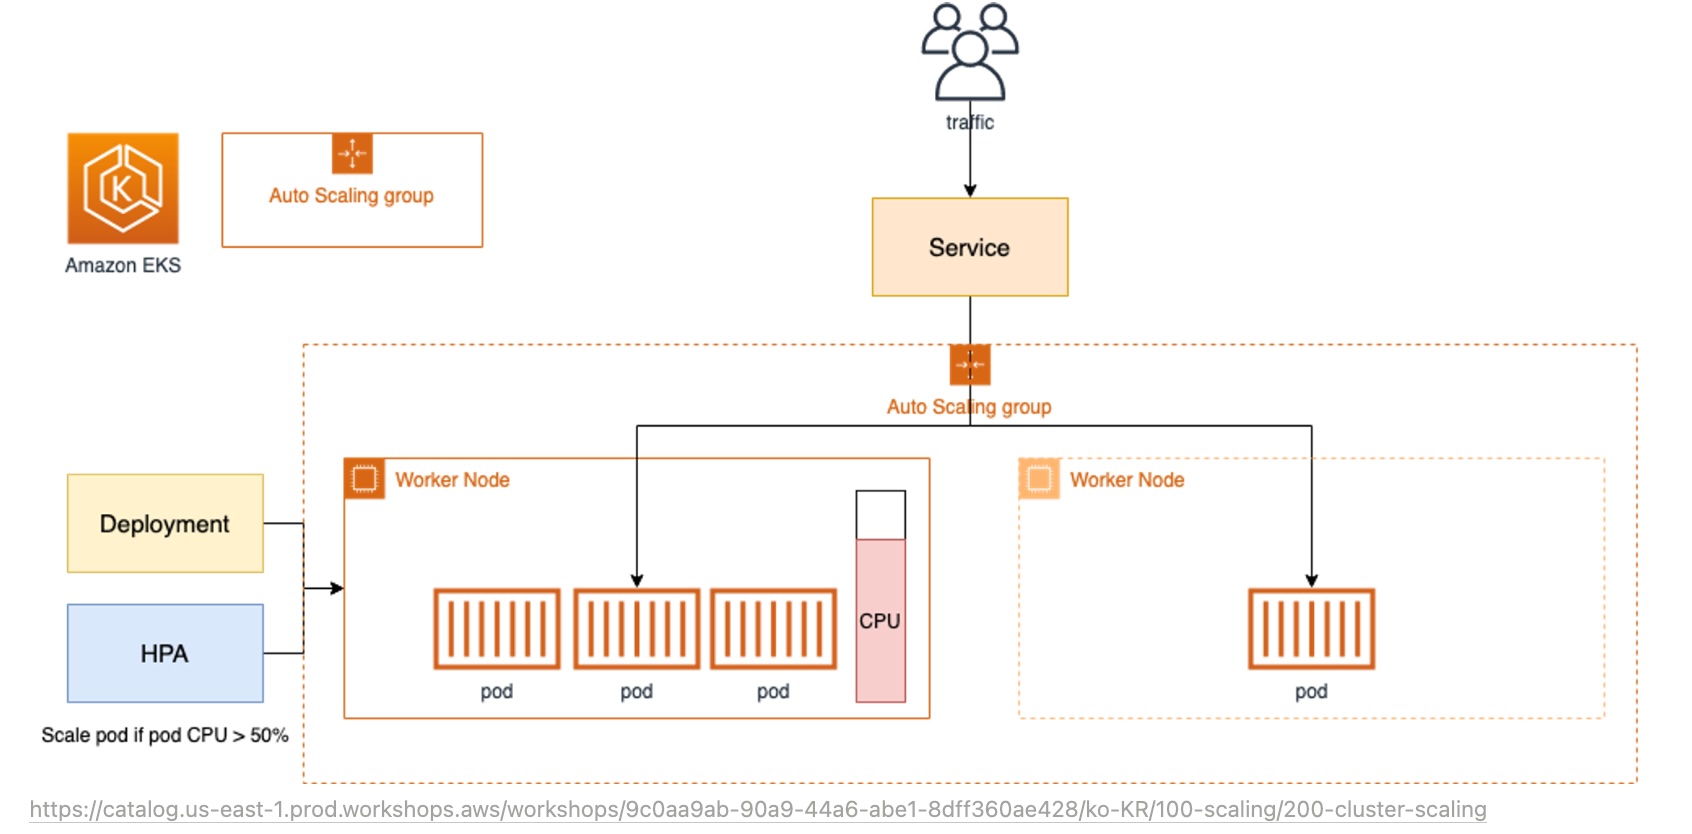 traffic
Auto Scaling group
Amazon EKS
Service
Auto Scaling group
Worker Node
Worker Node
Deployment
HPA
CPU
pod
pod
pod
pod
Scale pod if pod CPU > 50%
https://catalog.us-east-1.prod.workshops.aws/workshops/9c0aa9ab-90a9-44a6-abe1-8dff360ae428/ko-KR/100-scaling/200-cluster-scaling